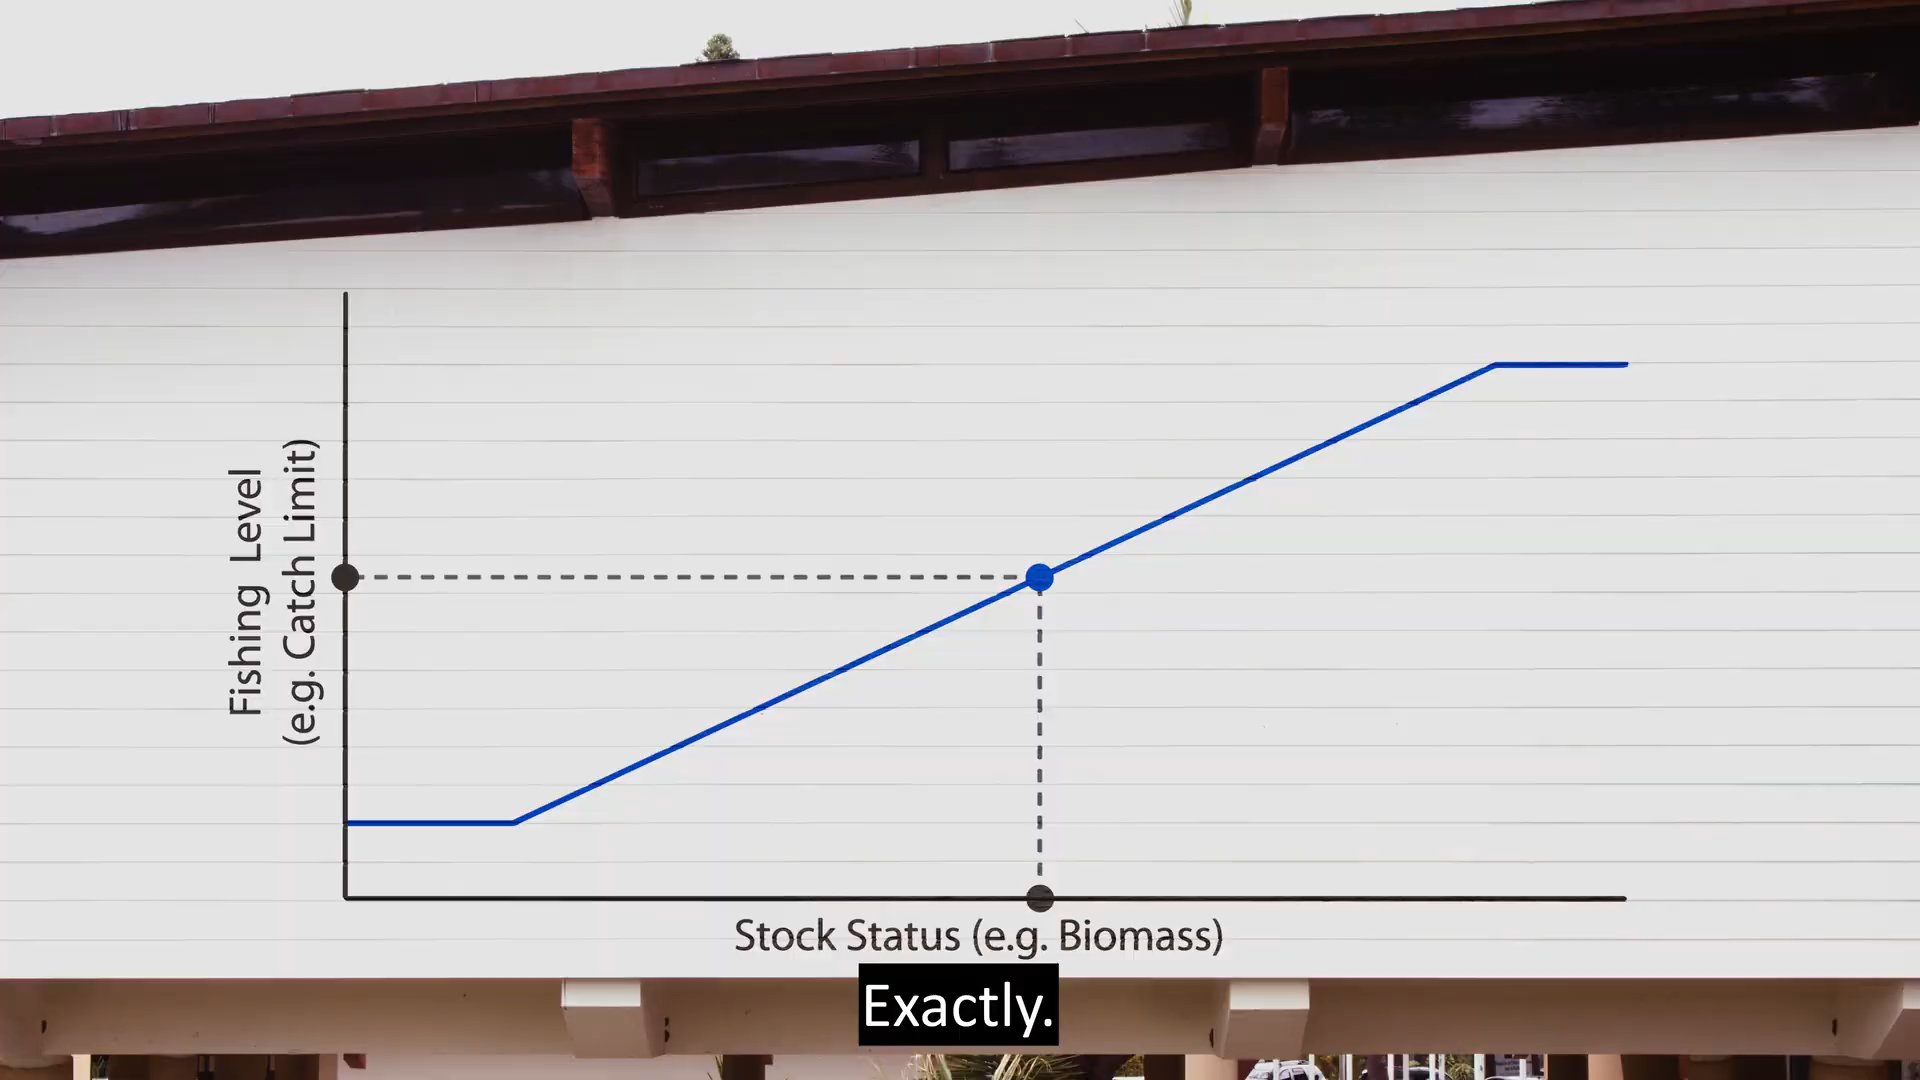 Fishing Level
(e.g. Catch Limit)
Stock Status (e.g. Biomass)
Exactly.